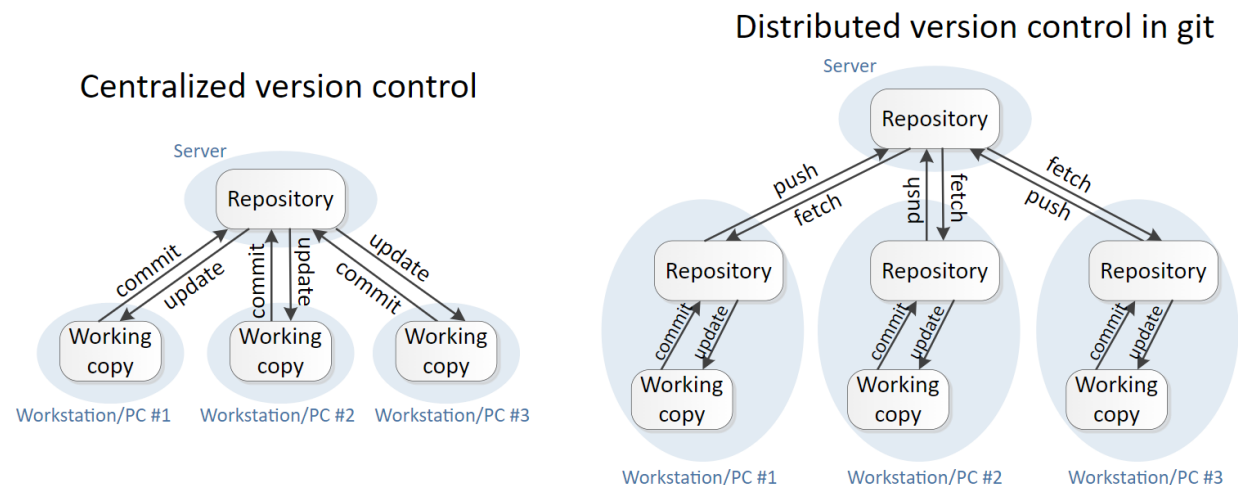 Centralized version control
Server
Repository
commit
update
commit
update
update
commit
Working
copy
Working
copy
Working
copy
Workstation/PC #1
Workstation/PC #2
Workstation/PC #3
Distributed version control in git
Server
Repository
push
fetch
push
fetch
fetch
push
Repository
Repository
Repository
commit
update
commit
update
commit
update
Working
copy
Working
copy
Working
copy
Workstation/PC #1
Workstation/PC #2
Workstation/PC #3